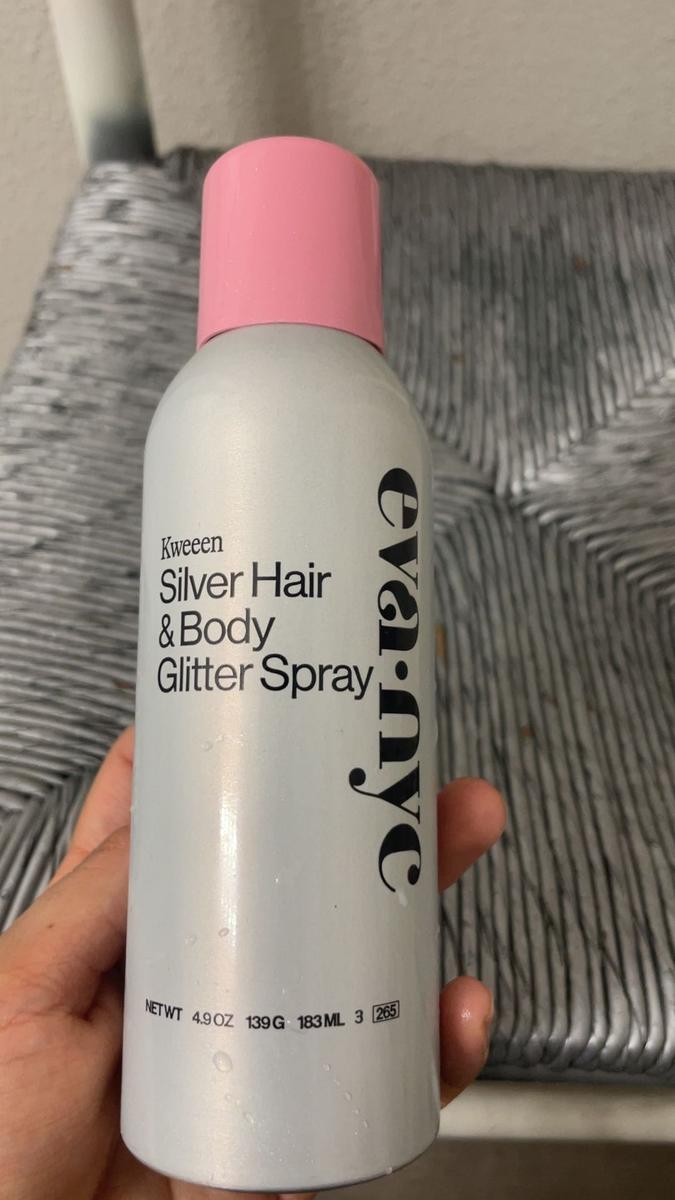 Kweeen
Silver Hair
& Body
Glitter Spray
eva·nyc
NET WT 4.9 OZ 139 G 183 ML 3 265